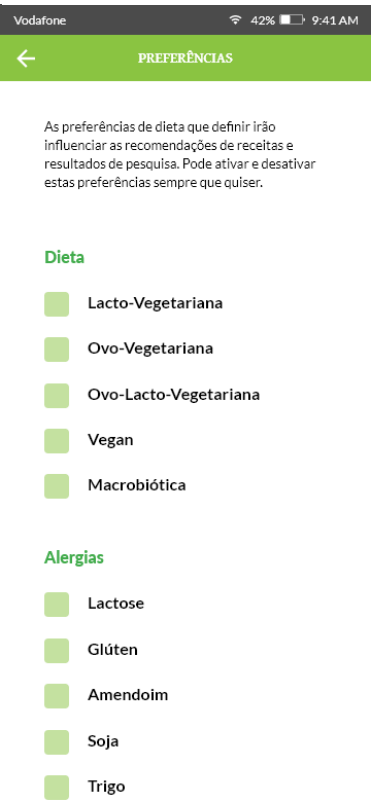 Vodafone 42% 9:41 AM
PREFERÊNCIAS
As preferências de dieta que definir irão
influenciar as recomendações de receitas e
resultados de pesquisa. Pode ativar e desativar
estas preferências sempre que quiser.
Dieta
Lacto-Vegetariana
Ovo-Vegetariana
Ovo-Lacto-Vegetariana
Vegan
Macrobiótica
Alergias
Lactose
Glúten
Amendoim
Soja
Trigo